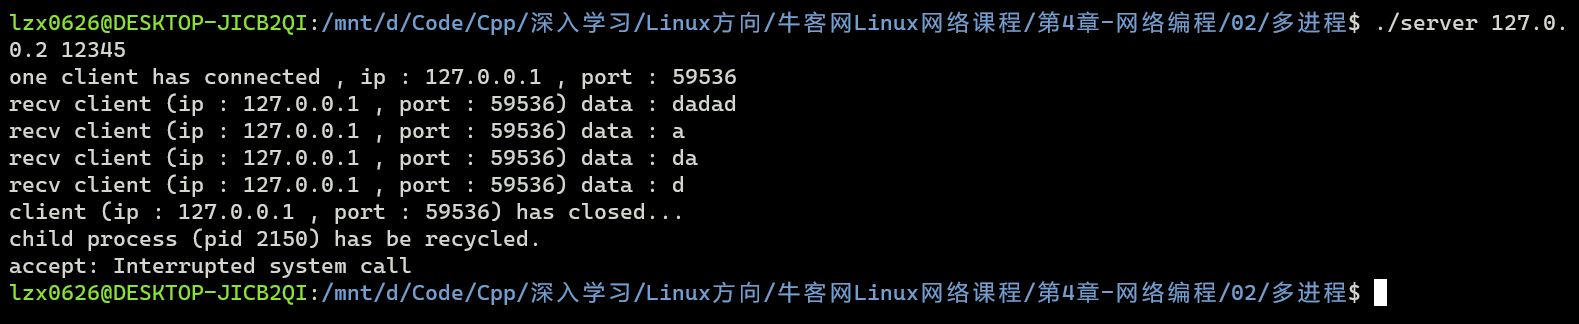 lzx0626@DESKTOP-JICB2QI:/mnt/d/Code/Cpp/深入学习/Linux方向/牛客网Linux网络课程/第4章-网络编程/02/多进程$ ./server 127.0.
0.2 12345
one client has connected , ip : 127.0.0.1 , port : 59536
recv client (ip : 127.0.0.1 , port : 59536) data : dadad
recv client (ip : 127.0.0.1 , port : 59536) data : a
recv client (ip : 127.0.0.1 , port : 59536) data : da
recv client (ip : 127.0.0.1 , port : 59536) data : d
client (ip : 127.0.0.1 , port : 59536) has closed...
child process (pid 2150) has be recycled.
accept: Interrupted system call
lzx0626@DESKTOP-JICB2QI:/mnt/d/Code/Cpp/深入学习/Linux方向/牛客网Linux网络课程/第4章-网络编程/02/多进程$